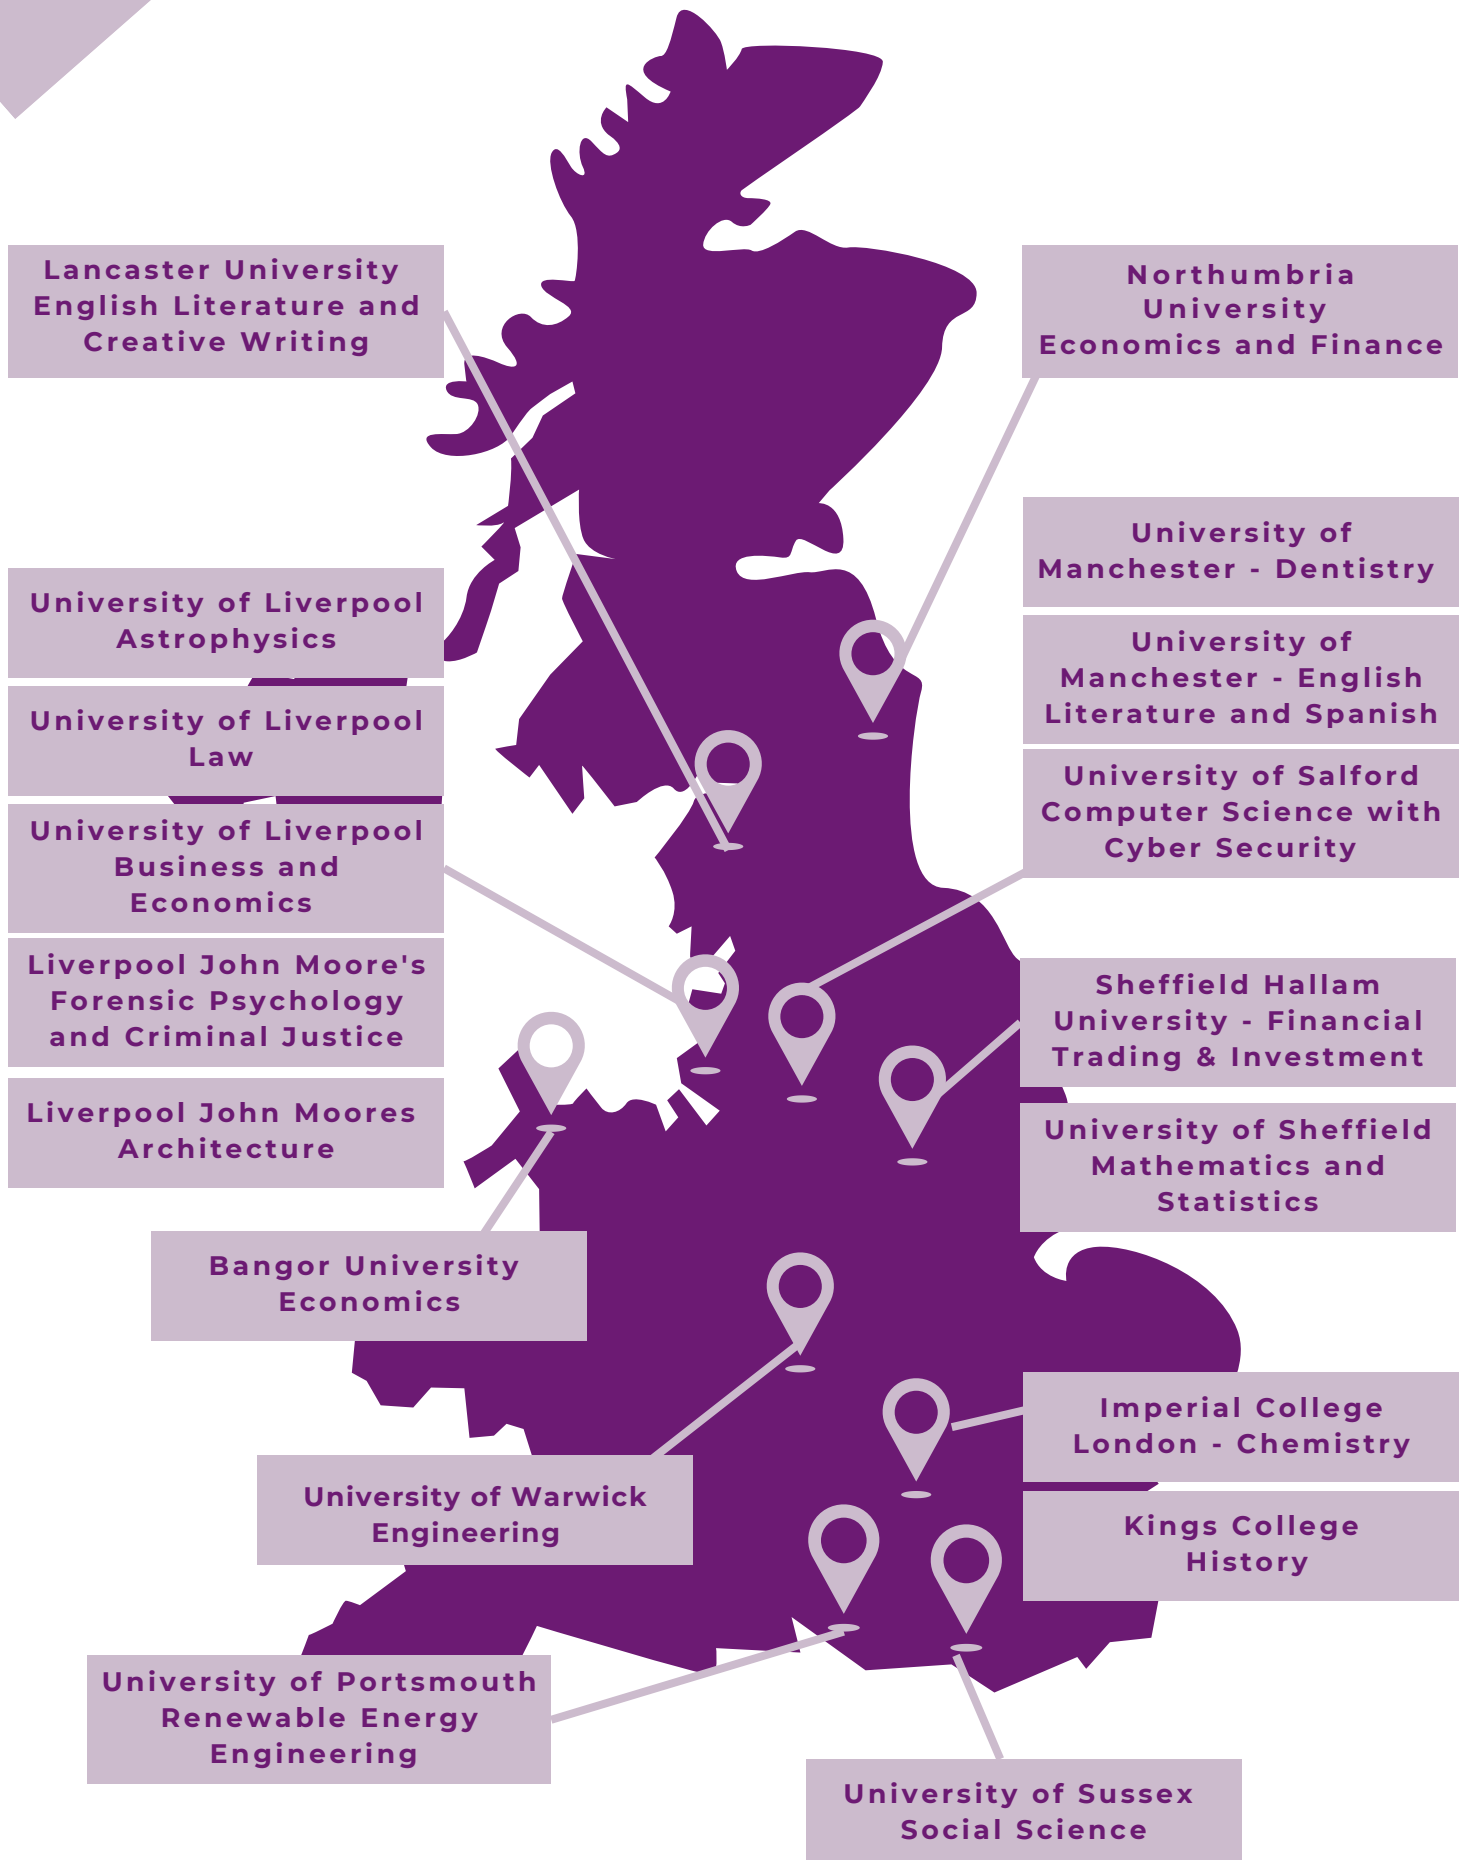 Lancaster University
English Literature and
Creative Writing
Northumbria
University
Economics and Finance
University of
Manchester - Dentistry
University of
Manchester - English
Literature and Spanish
University of Salford
Computer Science with
Cyber Security
University of Liverpool
Astrophysics
University of Liverpool
Law
University of Liverpool
Business and
Economics
Liverpool John Moore's
Forensic Psychology
and Criminal Justice
Liverpool John Moores
Architecture
Sheffield Hallam
University - Financial
Trading & Investment
University of Sheffield
Mathematics and
Statistics
Bangor University
Economics
Imperial College
London - Chemistry
University of Warwick
Engineering
Kings College
History
University of Portsmouth
Renewable Energy
Engineering
University of Sussex
Social Science